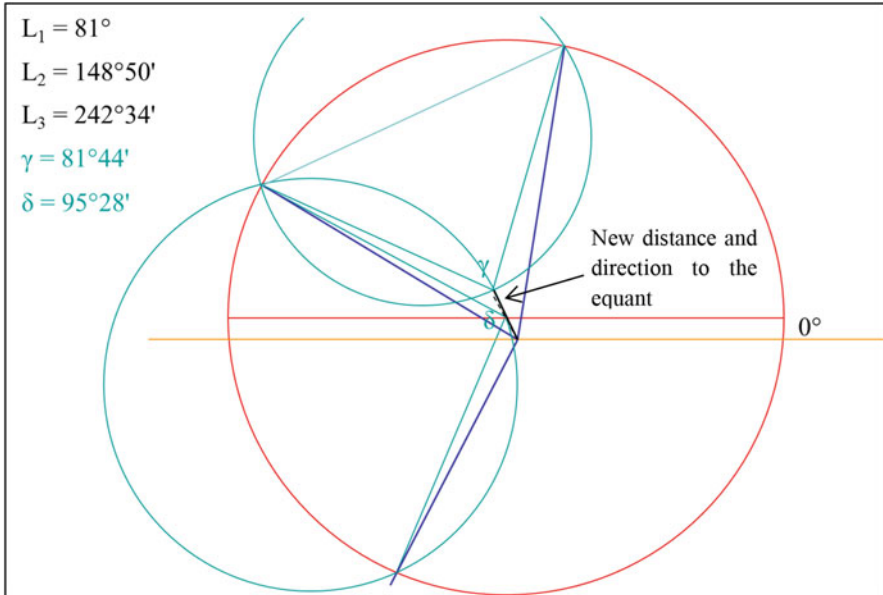 L₁ = 81°
L₂ = 148°50'
L₃ = 242°34'
γ = 81°44'
δ = 95°28'
New distance and
direction to the
equant
γ
δ
0°